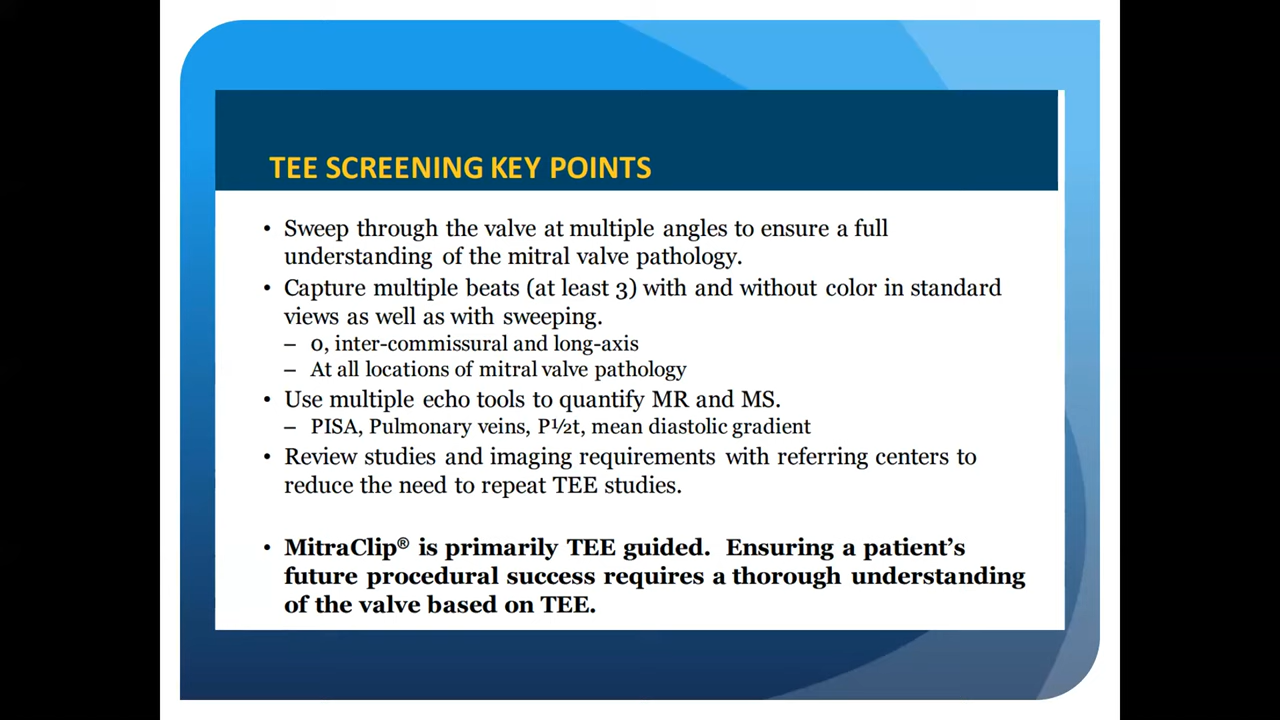 TEE SCREENING KEY POINTS
• Sweep through the valve at multiple angles to ensure a full
understanding of the mitral valve pathology.
• Capture multiple beats (at least 3) with and without color in standard
views as well as with sweeping.
– 0, inter-commissural and long-axis
– At all locations of mitral valve pathology
• Use multiple echo tools to quantify MR and MS.
– PISA, Pulmonary veins, P½t, mean diastolic gradient
• Review studies and imaging requirements with referring centers to
reduce the need to repeat TEE studies.
• MitraClip® is primarily TEE guided. Ensuring a patient’s
future procedural success requires a thorough understanding
of the valve based on TEE.